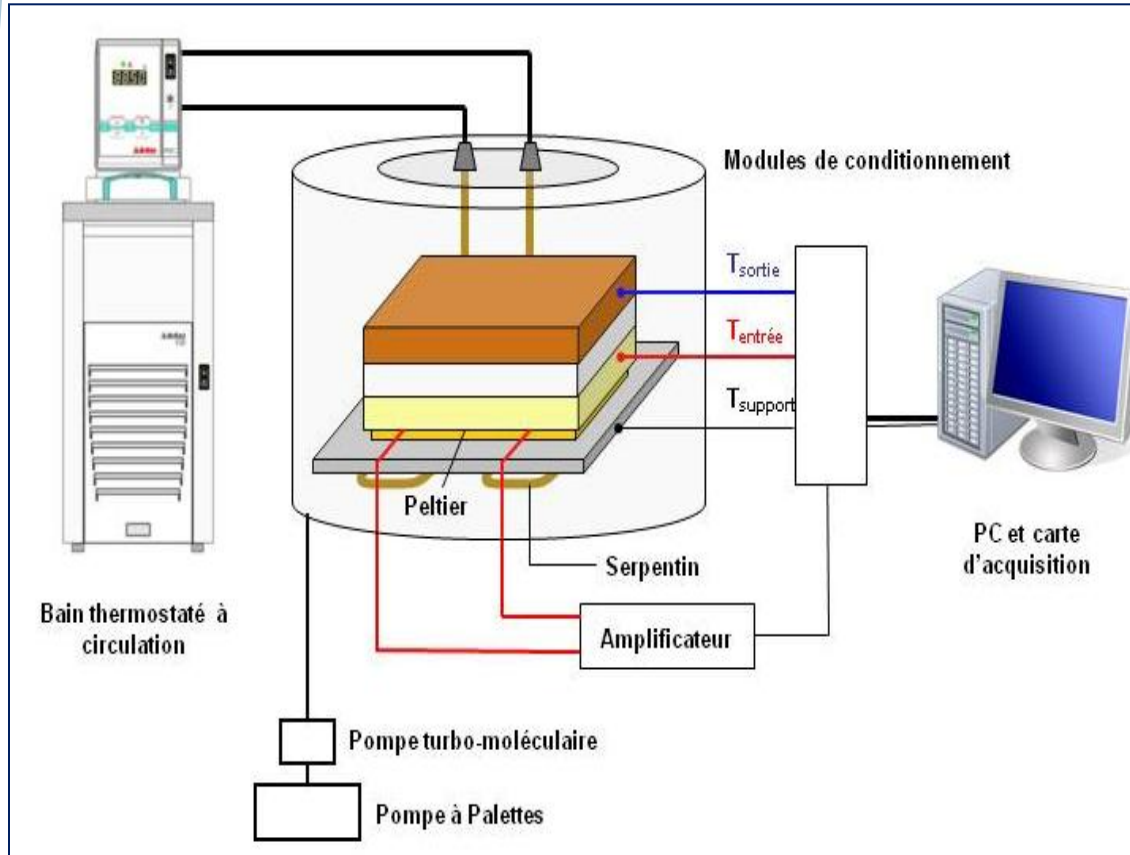 Modules de conditionnement
Tsortie
Tentrée
Tsupport
Peltier
Serpentin
Amplificateur
PC et carte
d'acquisition
Bain thermostaté à
circulation
Pompe turbo-moléculaire
Pompe à Palettes